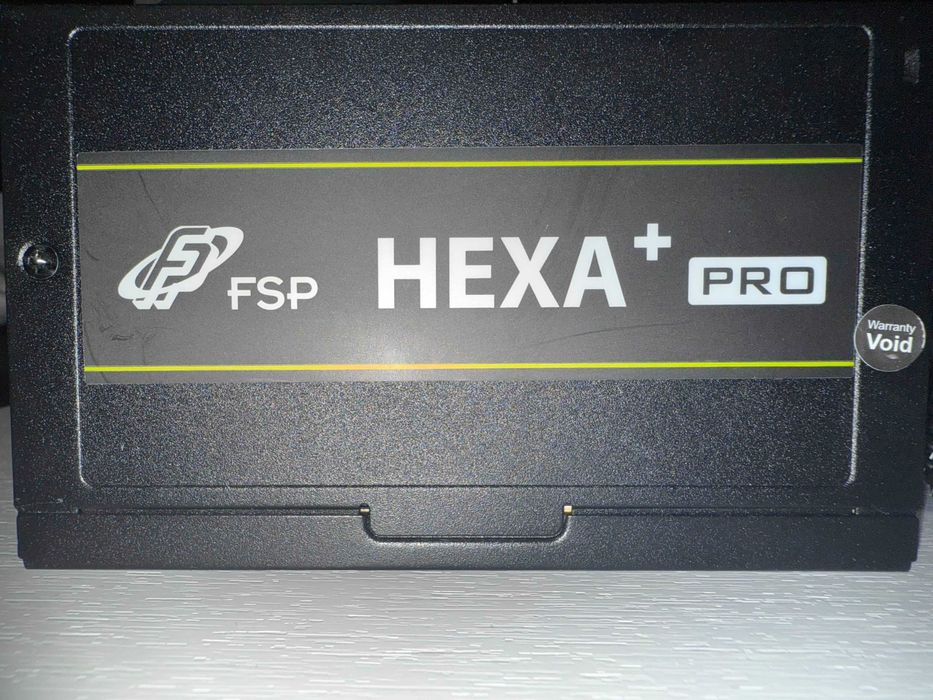 FSP HEXA+ PRO
Warranty
Void